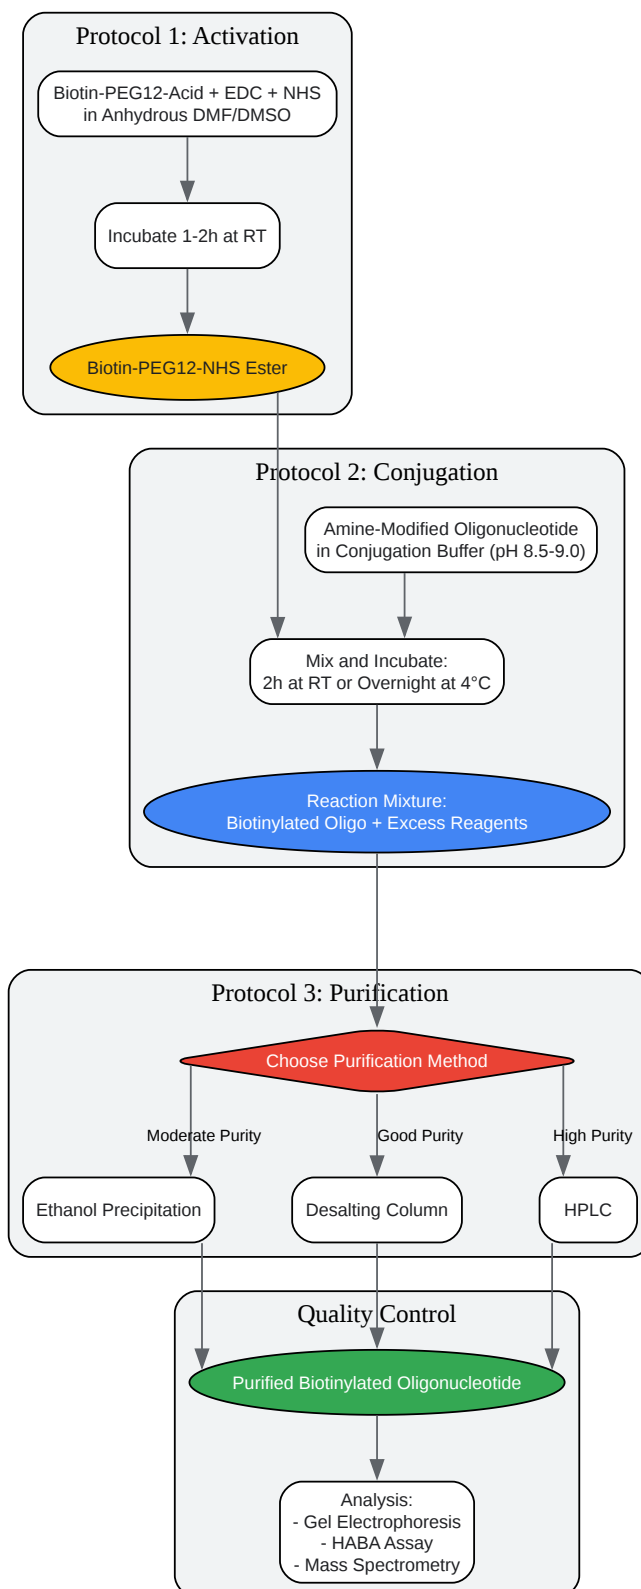 Protocol 1: Activation
Biotin-PEG12-Acid + EDC + NHS
in Anhydrous DMF/DMSO
Incubate 1-2h at RT
Biotin-PEG12-NHS Ester
Protocol 2: Conjugation
Amine-Modified Oligonucleotide
in Conjugation Buffer (pH 8.5-9.0)
Mix and Incubate:
2h at RT or Overnight at 4°C
Reaction Mixture:
Biotinylated Oligo + Excess Reagents
Protocol 3: Purification
Choose Purification Method
Moderate Purity
Good Purity
High Purity
Ethanol Precipitation
Desalting Column
HPLC
Quality Control
Purified Biotinylated Oligonucleotide
Analysis:
- Gel Electrophoresis
- HABA Assay
- Mass Spectrometry